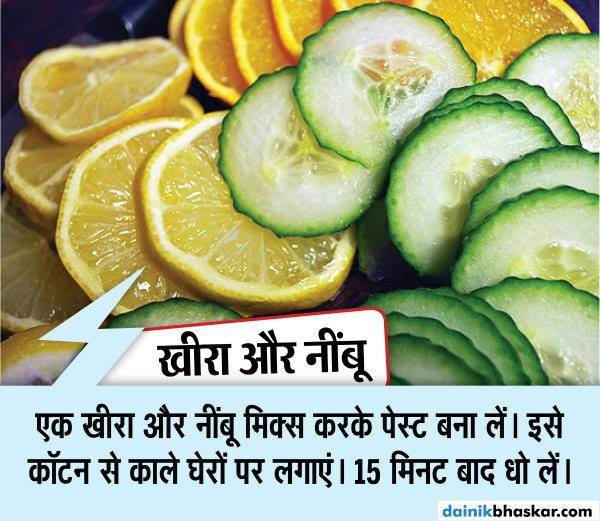 खीरा और नींबू
एक खीरा और नींबू मिक्स करके पेस्ट बना लें। इसे
कॉटन से काले घेरों पर लगाएं। 15 मिनट बाद धो लें।
dainikbhaskar.com